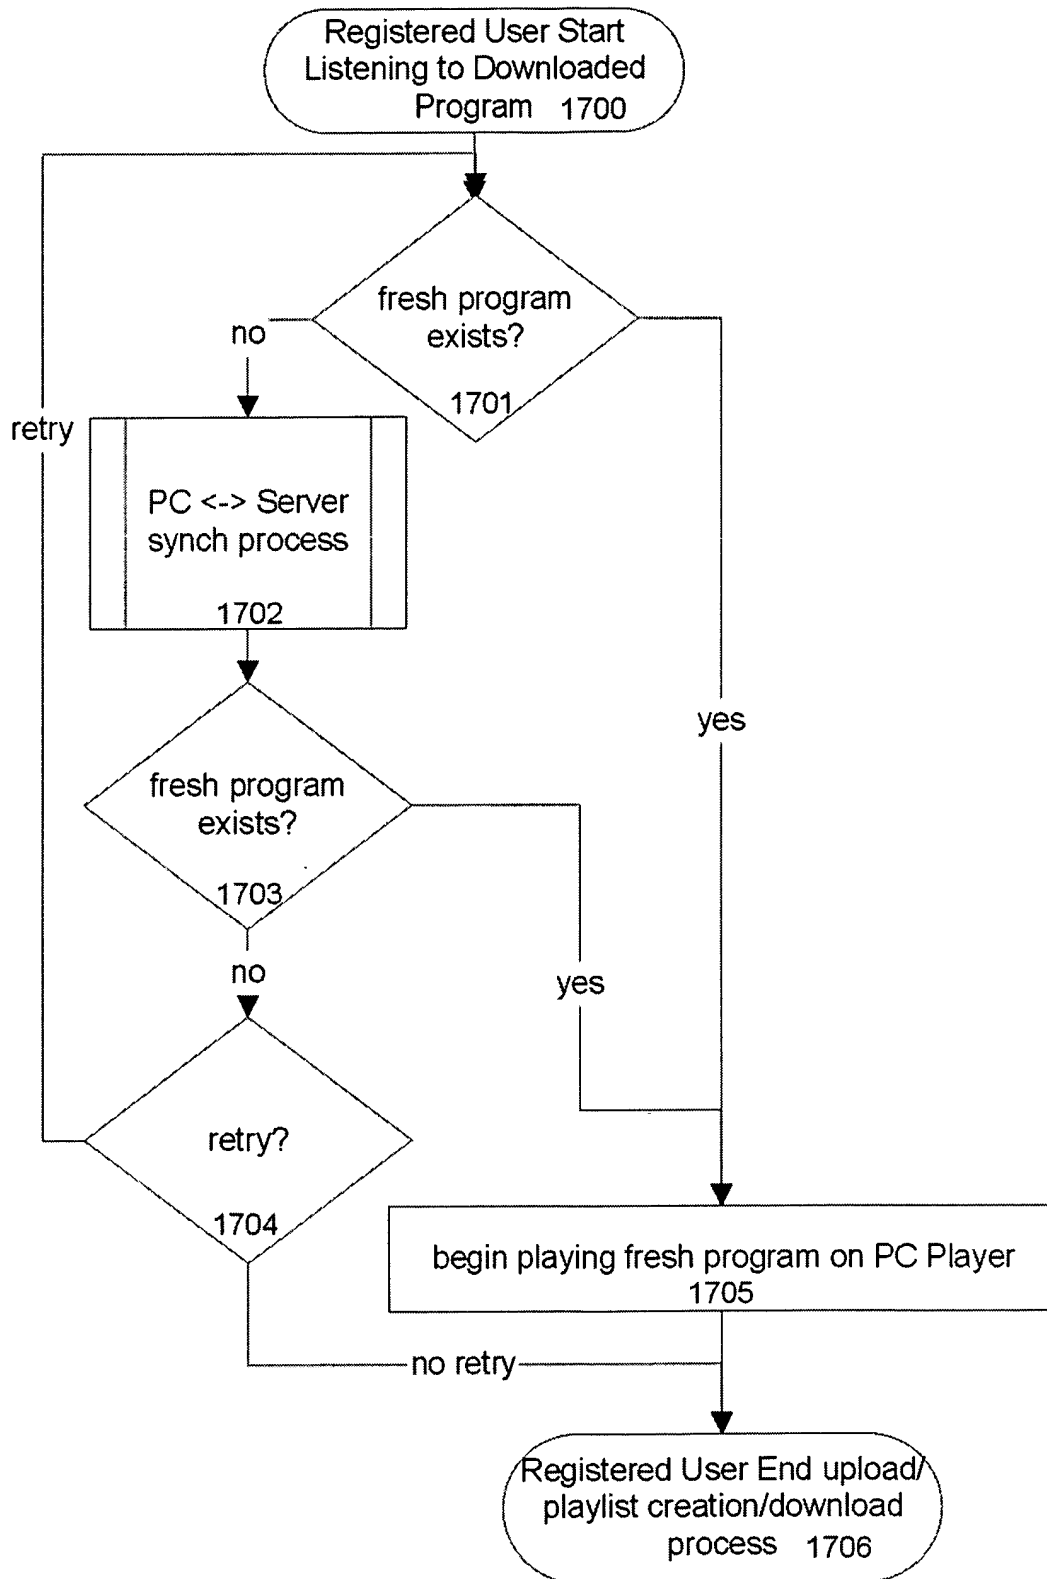 Registered User Start
Listening to Downloaded
Program 1700
fresh program
exists?
1701
no
retry
PC <-> Server
synch process
1702
yes
fresh program
exists?
1703
no
yes
retry?
1704
begin playing fresh program on PC Player
1705
no retry
Registered User End upload/
playlist creation/download
process 1706